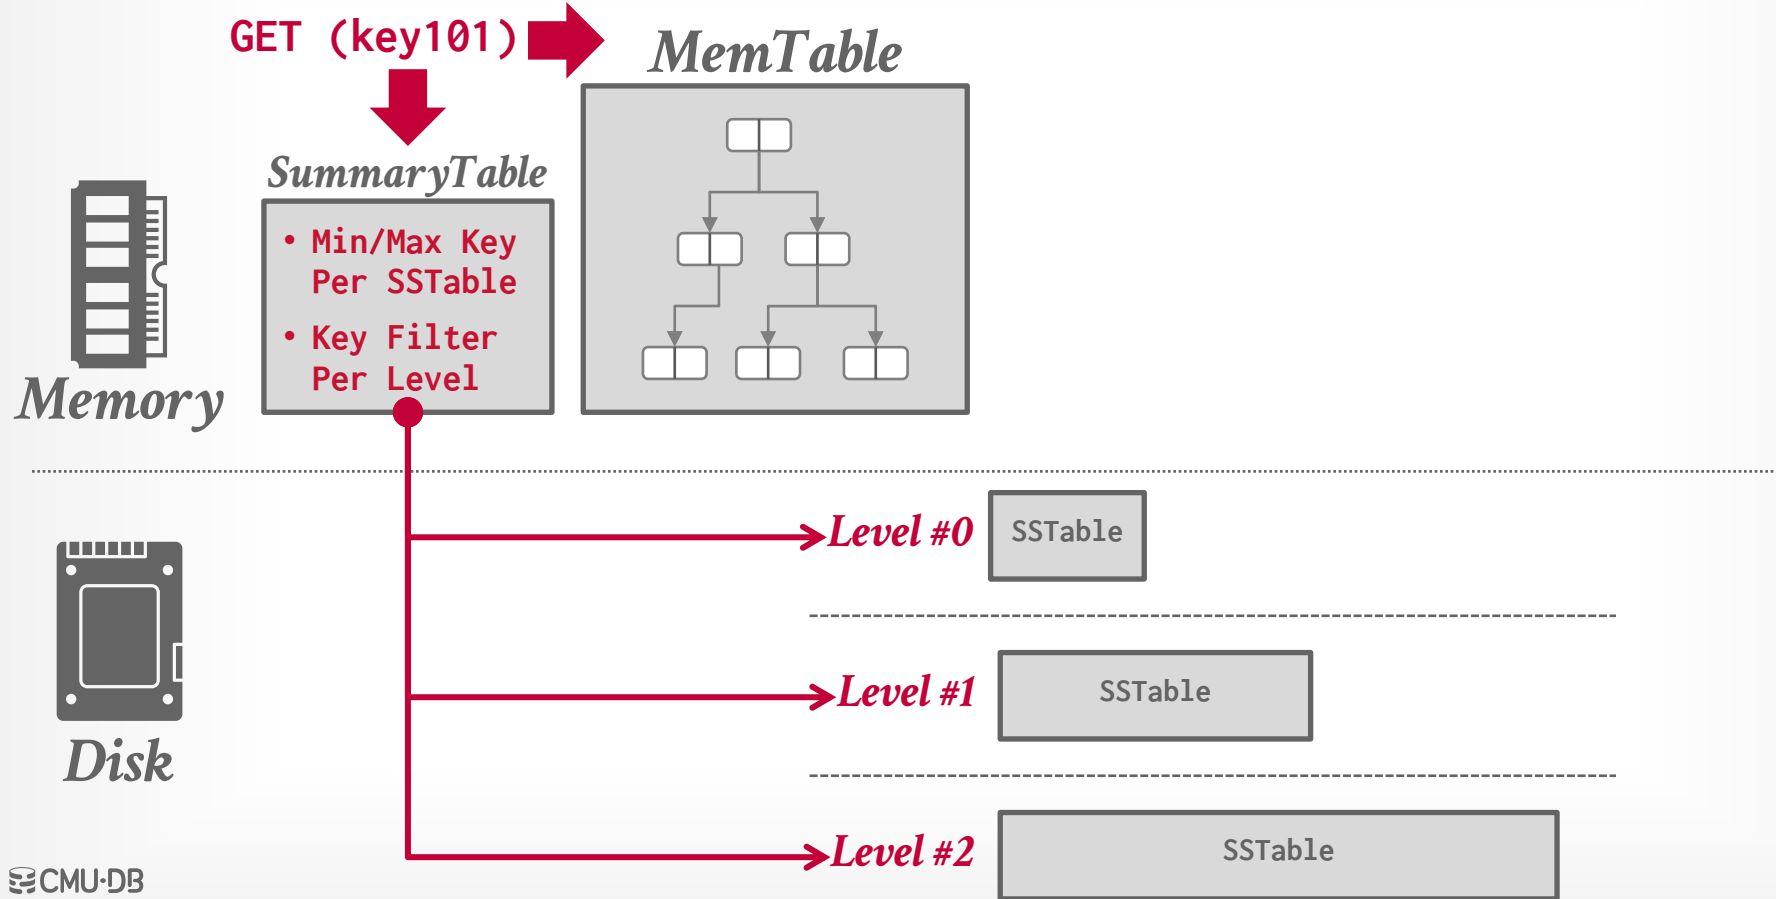 GET (key101)
MemTable
SummaryTable
• Min/Max Key
Per SSTable
• Key Filter
Per Level
Memory
Level #0
SSTable
Level #1
SSTable
Disk
Level #2
SSTable
CMU·DB